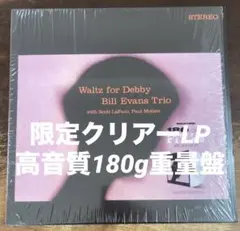 STEREO
Waltz for Debby
Bill Evans Trio
with Scott LaFaro, Paul Motian
限定クリアーLP
高音質180g重量盤